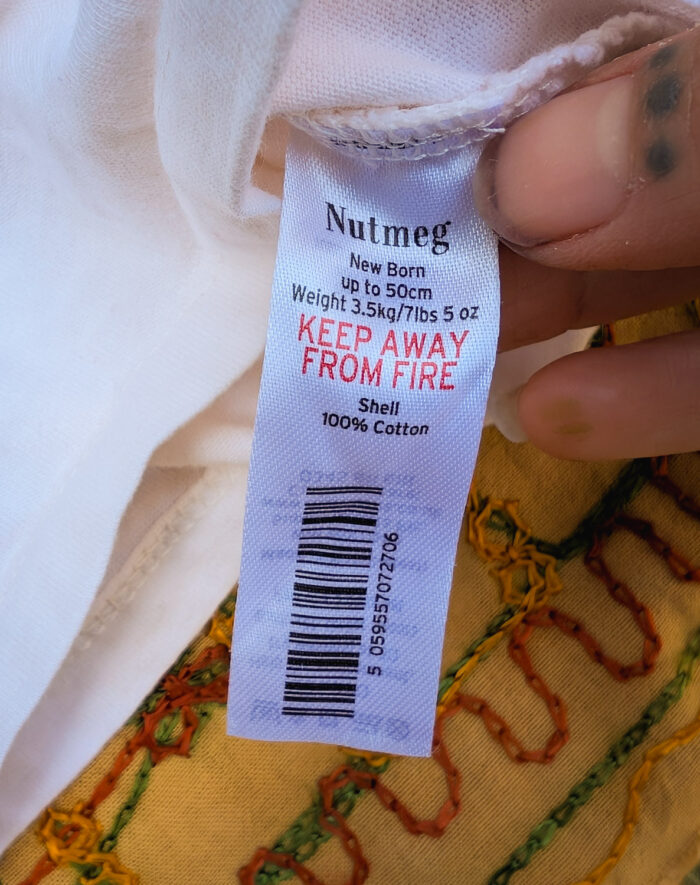 Nutmeg
New Born
up to 50cm
Weight 3.5kg/7lbs 5 oz
KEEP AWAY
FROM FIRE
Shell
100% Cotton
5 059557072706